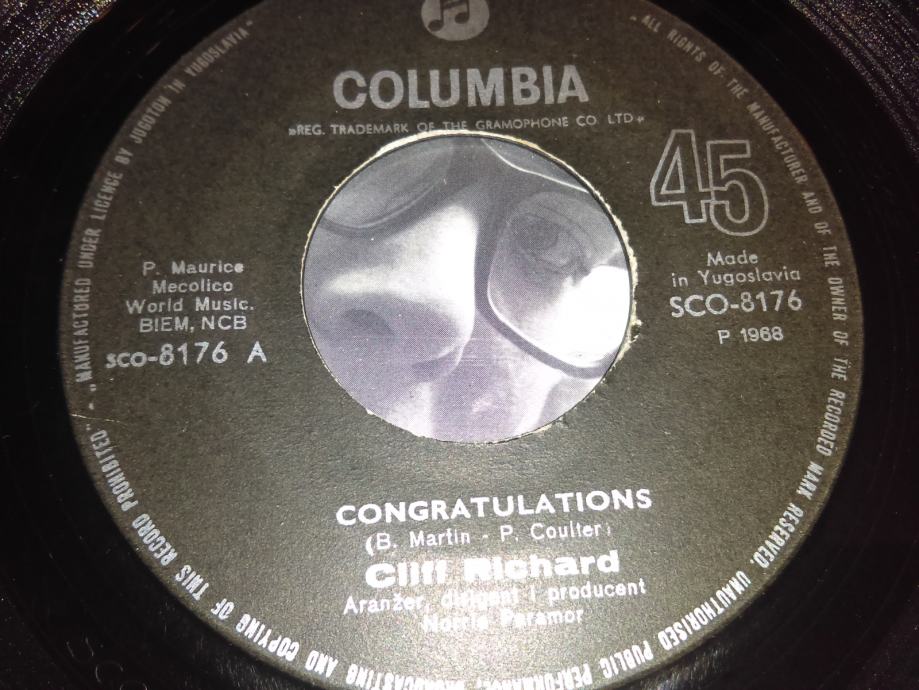 COLUMBIA
»REG. TRADEMARK OF THE GRAMOPHONE CO LTD«
45
Made
in Yugoslavia
SCO-8176
P 1968
P. Maurice
Mecolico
World Music.
BIEM, NCB
SCO-8176 A
CONGRATULATIONS
(B. Martin - P. Coulter)
Cliff Richard
Aranžer, dirigent i producent
Norrie Paramor
„MANUFACTURED UNDER LICENCE BY JUGOTON IN YUGOSLAVIA"
„ALL RIGHTS OF THE MANUFACTURER AND OF THE OWNER OF THE RECORDED MARK RESERVED. UNAUTHORISED PUBLIC PERFORMANCE, BROADCASTING AND COPYING OF THIS RECORD PROHIBITED"